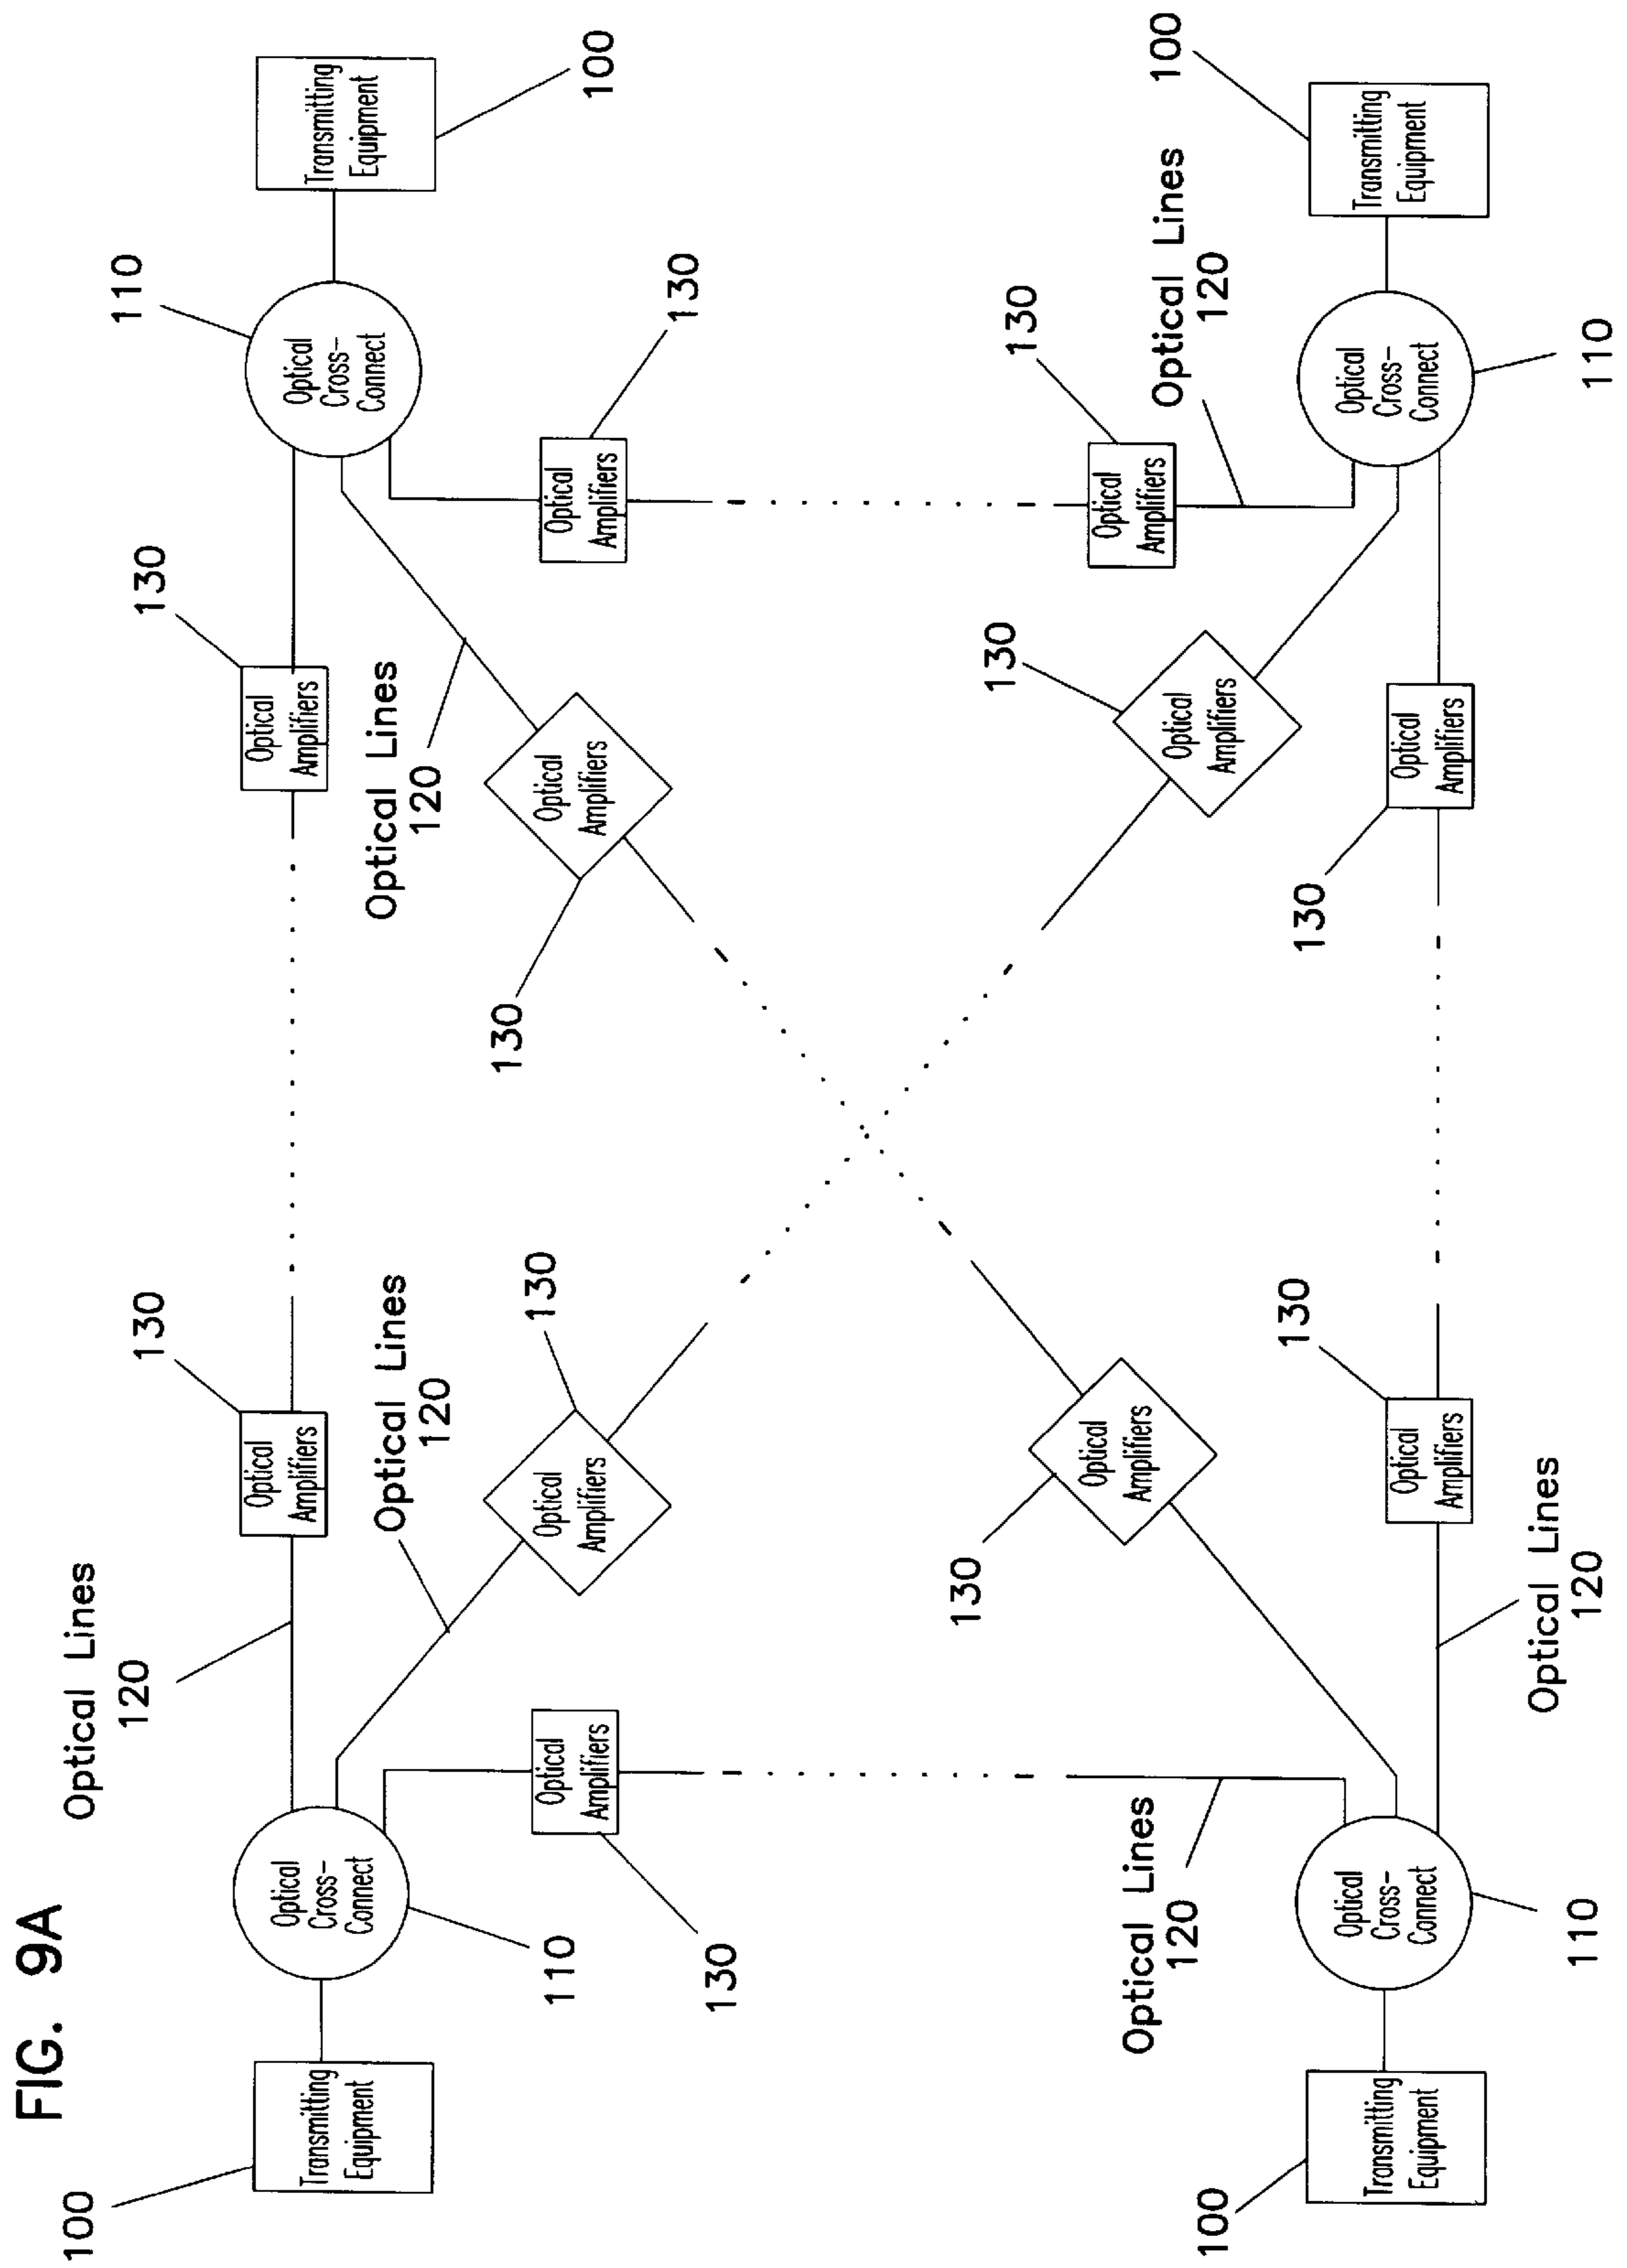 FIG. 9A
100
Optical Lines
120
130
130
110
Transmitting
Equipment
Optical
Cross-
Connect
Optical
Amplifiers
Optical
Amplifiers
Optical
Cross-
Connect
Transmitting
Equipment
Optical Lines
120
Optical Lines
120
110
130
130
100
Optical
Amplifiers
Optical
Amplifiers
Optical
Amplifiers
Optical
Amplifiers
130
130
130
130
130
Optical Lines
120
Optical
Amplifiers
Optical
Amplifiers
Optical
Amplifiers
Optical Lines
120
100
100
130
130
Transmitting
Equipment
Optical
Cross-
Connect
Optical
Amplifiers
Optical
Amplifiers
Optical
Cross-
Connect
Transmitting
Equipment
110
Optical Lines
120
110